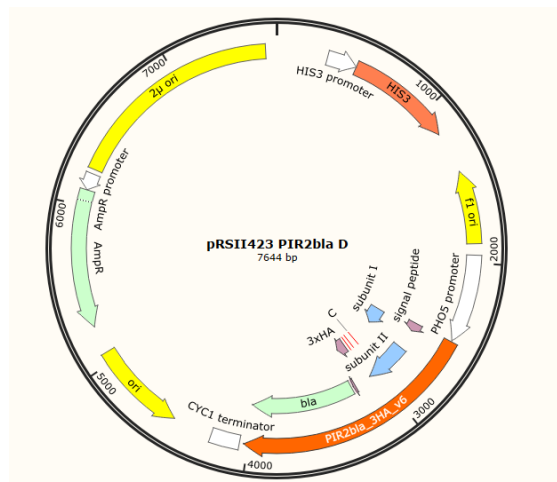 7000
2μ ori
HIS3 promoter
HIS3
1000
AmpR promoter
6000
AmpR
f1 ori
2000
pRSII423 PIR2bla D
7644 bp
PHO5 promoter
signal peptide
subunit I
C
3xHA
subunit II
bla
PIR2bla_3HA_v6
3000
CYC1 terminator
4000
ori
5000